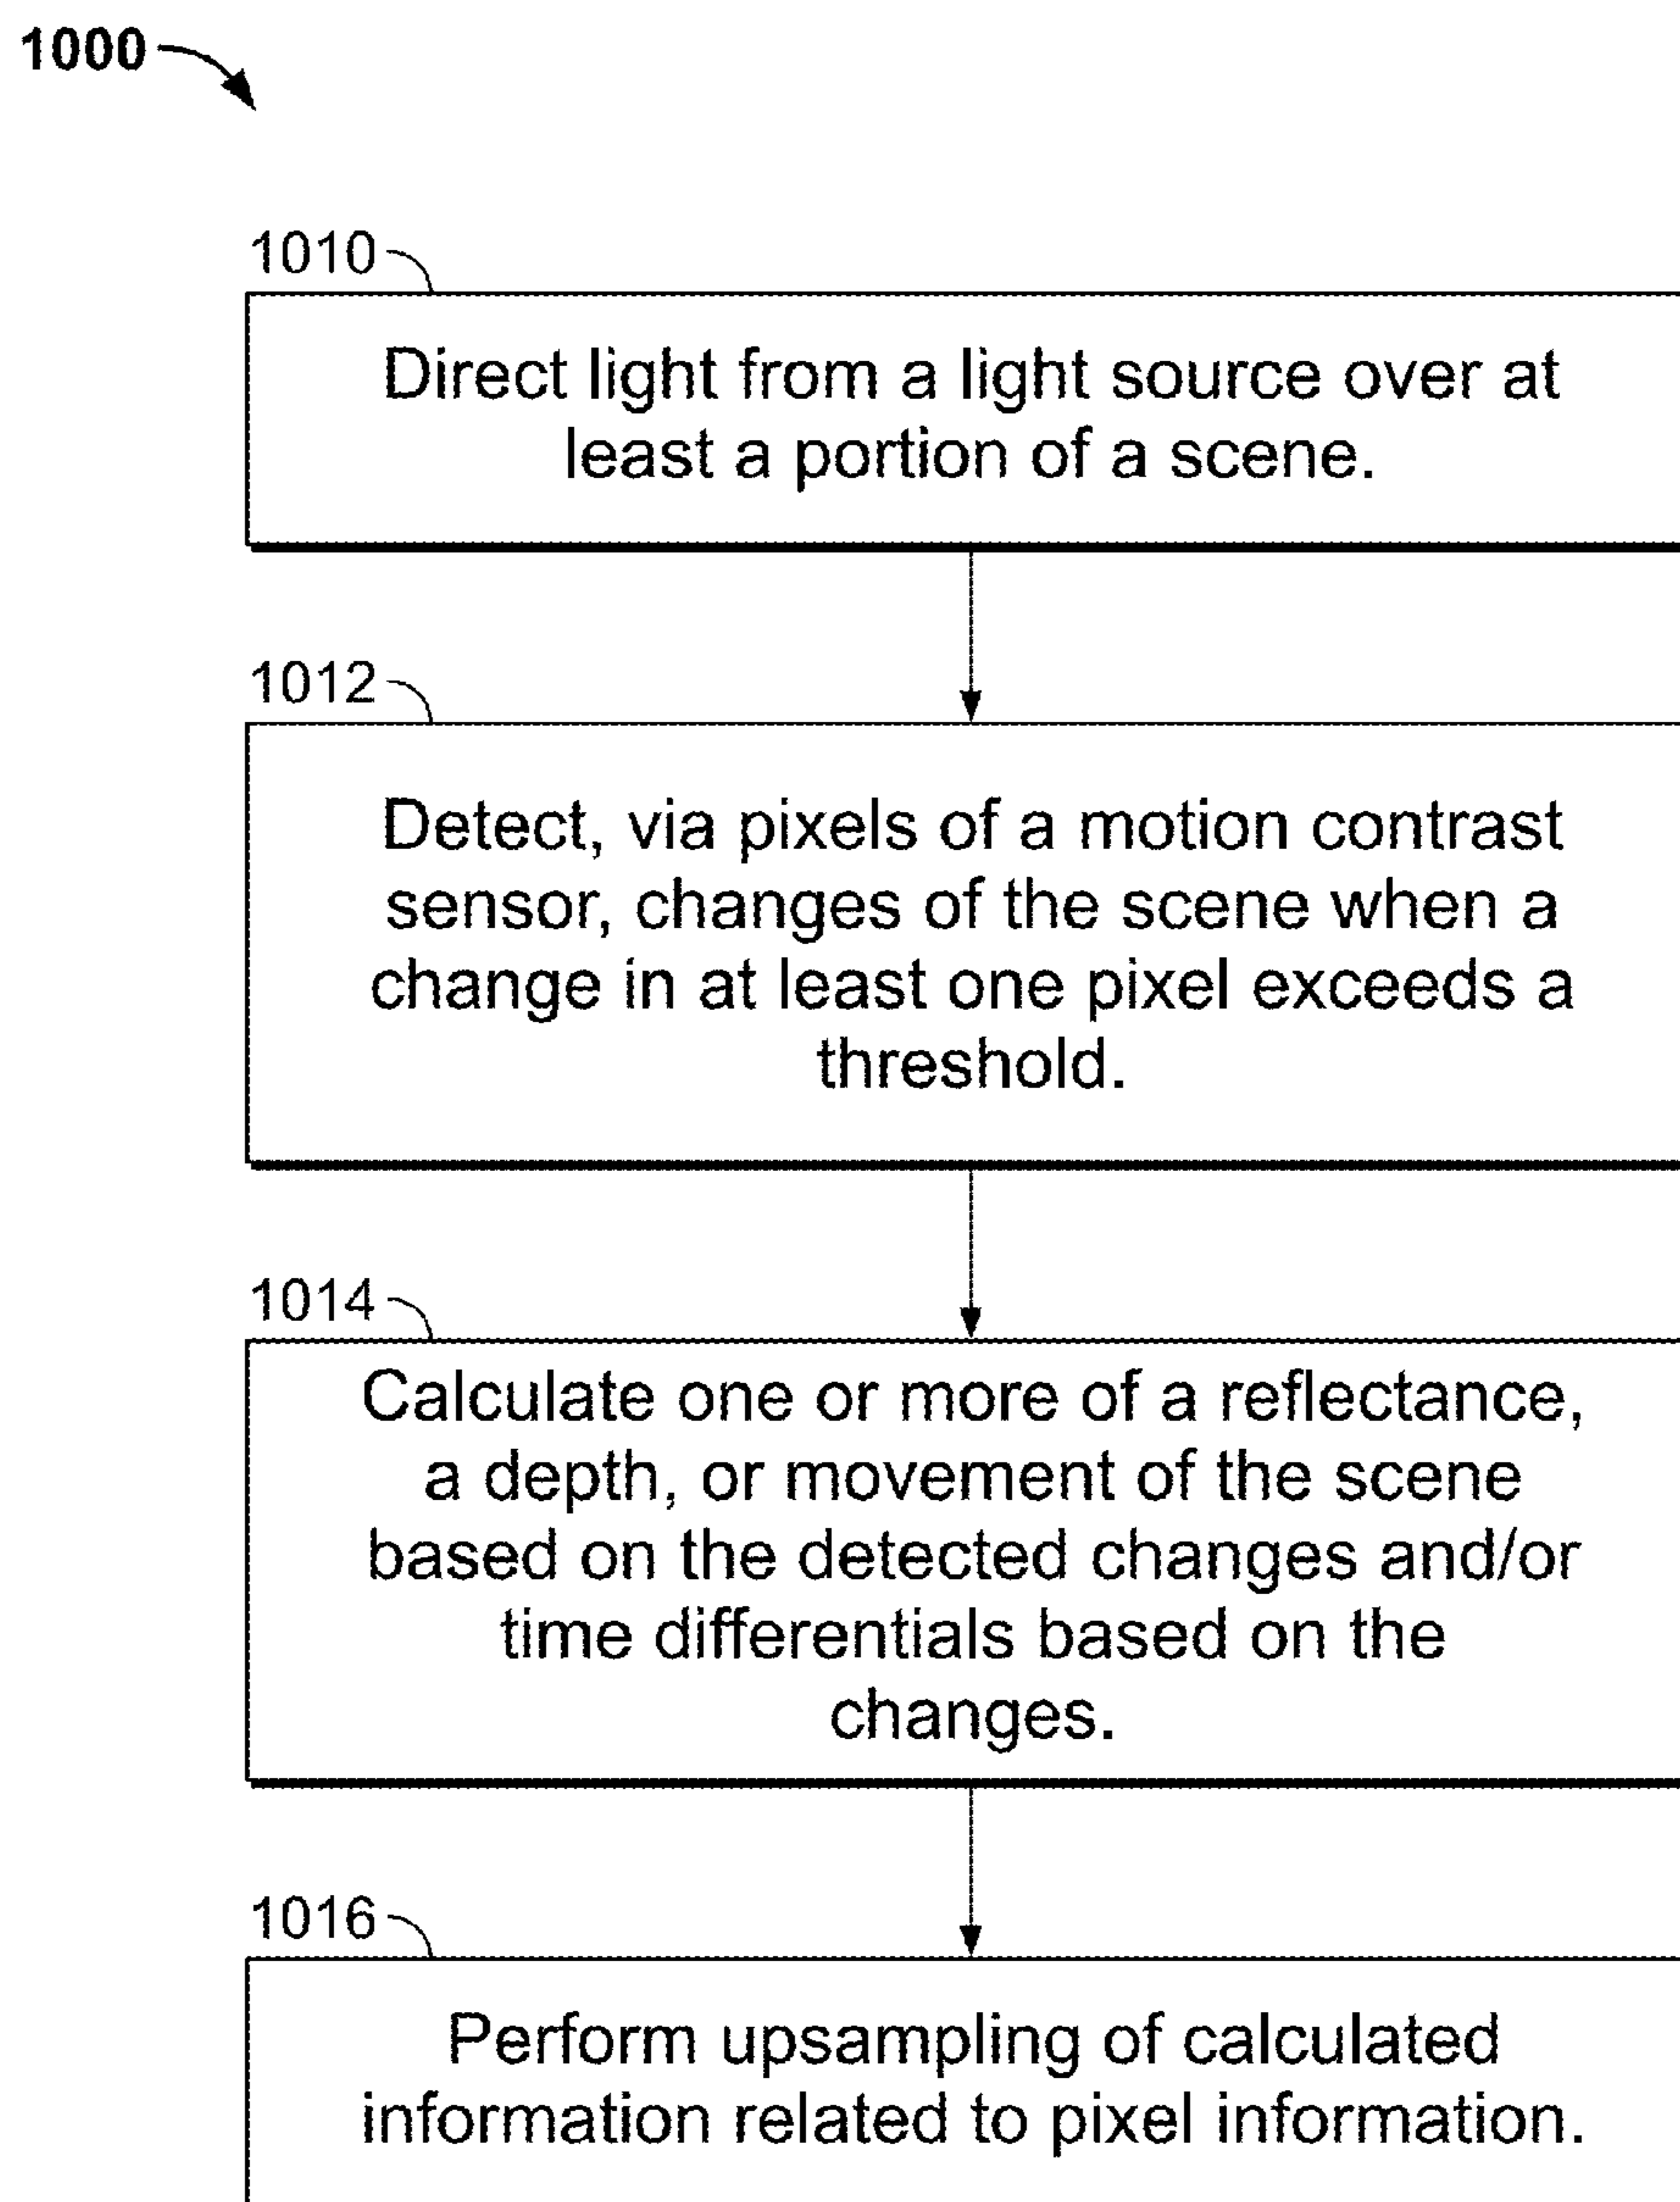 1000
1010
Direct light from a light source over at
least a portion of a scene.
1012
Detect, via pixels of a motion contrast
sensor, changes of the scene when a
change in at least one pixel exceeds a
threshold.
1014
Calculate one or more of a reflectance,
a depth, or movement of the scene
based on the detected changes and/or
time differentials based on the
changes.
1016
Perform upsampling of calculated
information related to pixel information.